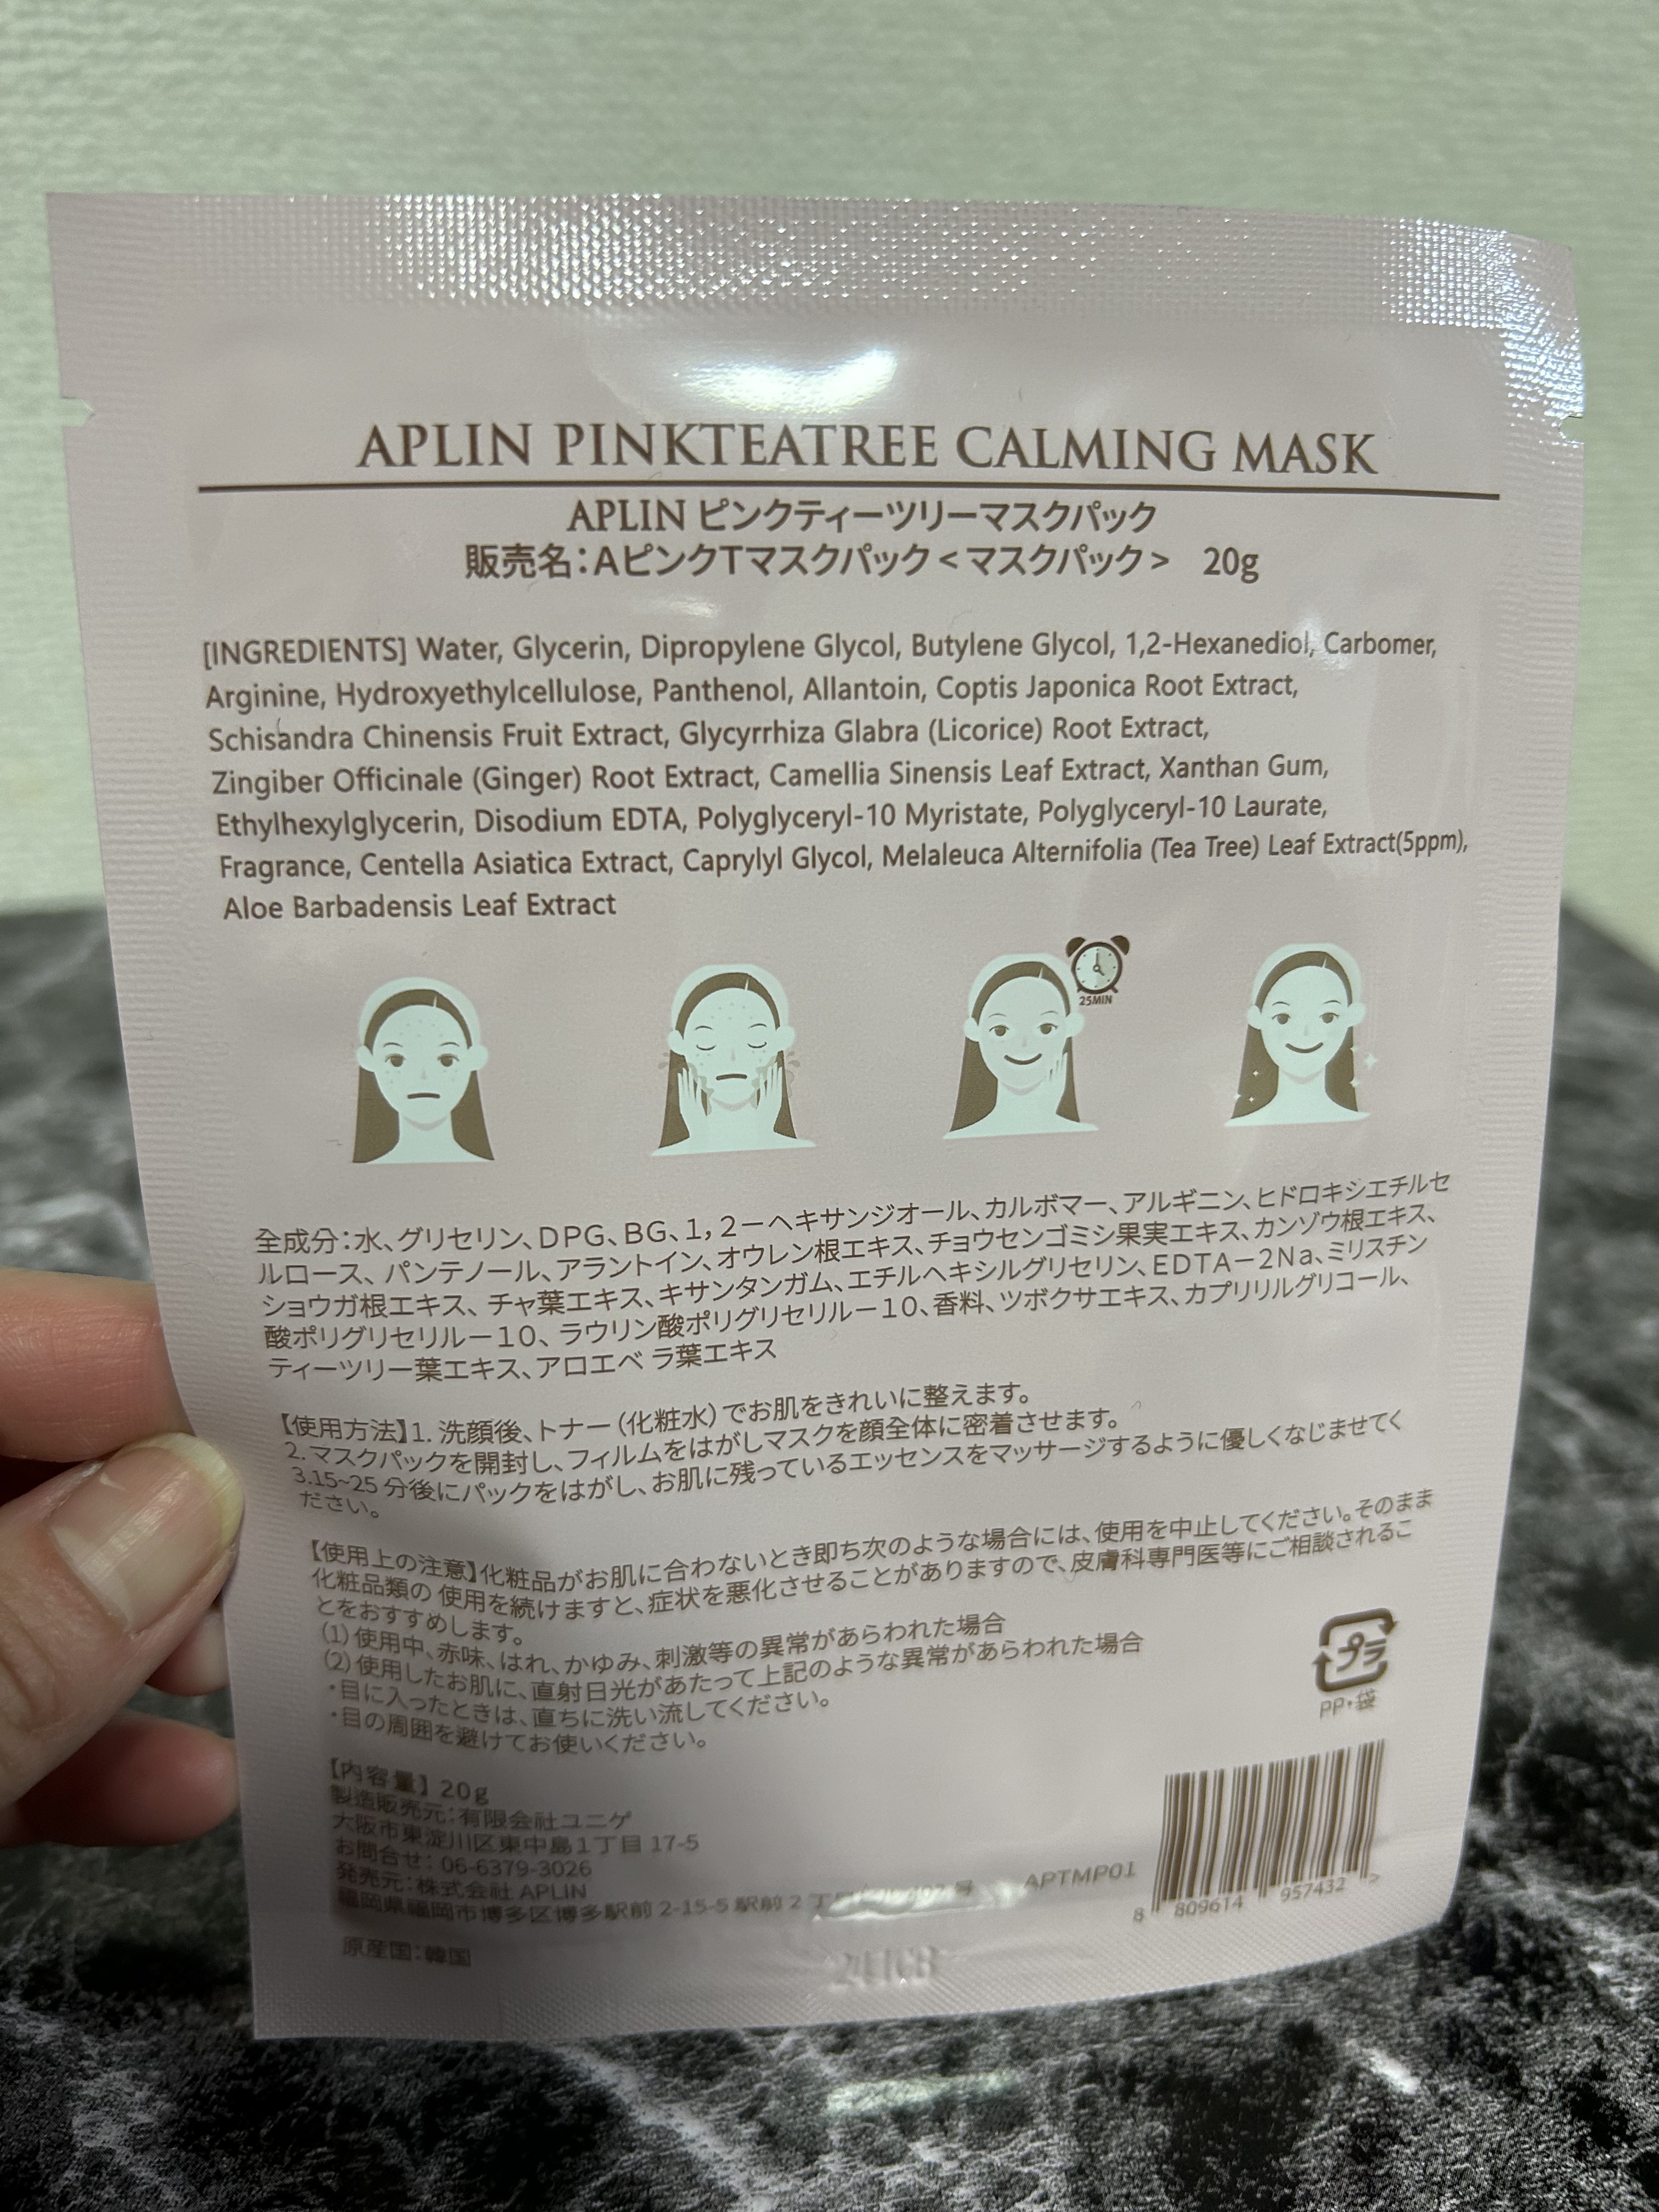 APLIN PINKTEATREE CALMING MASK
APLIN ピンクティーツリーマスクパック
販売名：AピンクTマスクパック＜マスクパック＞ 20g
[INGREDIENTS] Water, Glycerin, Dipropylene Glycol, Butylene Glycol, 1,2-Hexanediol, Carbomer,
Arginine, Hydroxyethylcellulose, Panthenol, Allantoin, Coptis Japonica Root Extract,
Schisandra Chinensis Fruit Extract, Glycyrrhiza Glabra (Licorice) Root Extract,
Zingiber Officinale (Ginger) Root Extract, Camellia Sinensis Leaf Extract, Xanthan Gum,
Ethylhexylglycerin, Disodium EDTA, Polyglyceryl-10 Myristate, Polyglyceryl-10 Laurate,
Fragrance, Centella Asiatica Extract, Caprylyl Glycol, Melaleuca Alternifolia (Tea Tree) Leaf Extract(5ppm),
Aloe Barbadensis Leaf Extract
25MIN
全成分：水、グリセリン、DPG、BG、１，２－ヘキサンジオール、カルボマー、アルギニン、ヒドロキシエチルセ
ルロース、パンテノール、アラントイン、オウレン根エキス、チョウセンゴミシ果実エキス、カンゾウ根エキス、
ショウガ根エキス、チャ葉エキス、キサンタンガム、エチルヘキシルグリセリン、EDTA－2Na、ミリスチン
酸ポリグリセリルー１０、ラウリン酸ポリグリセリルー１０、香料、ツボクサエキス、カプリリルグリコール、
ティーツリー葉エキス、アロエベ ラ葉エキス
【使用方法】1. 洗顔後、トナー（化粧水）でお肌をきれいに整えます。
2. マスクパックを開封し、フィルムをはがしマスクを顔全体に密着させます。
3.15~25 分後にパックをはがし、お肌に残っているエッセンスをマッサージするように優しくなじませてく
ださい。
【使用上の注意】化粧品がお肌に合わないとき即ち次のような場合には、使用を中止してください。そのまま
化粧品類の 使用を続けますと、症状を悪化させることがありますので、皮膚科専門医等にご相談されるこ
とをおすすめします。
(1) 使用中、赤味、はれ、かゆみ、刺激等の異常があらわれた場合
(2) 使用したお肌に、直射日光があたって上記のような異常があらわれた場合
・目に入ったときは、直ちに洗い流してください。
・目の周囲を避けてお使いください。
プラ
PP・袋
【内容量】 20g
製造販売元：有限会社ユニゲ
大阪市東淀川区東中島１丁目 17-5
お問合せ： 06-6379-3026
発売元：株式会社 APLIN
福岡県福岡市博多区博多駅前 2-15-5 駅前 2 丁 号
APTMP01
8 809614 957432 >
原産国：韓国